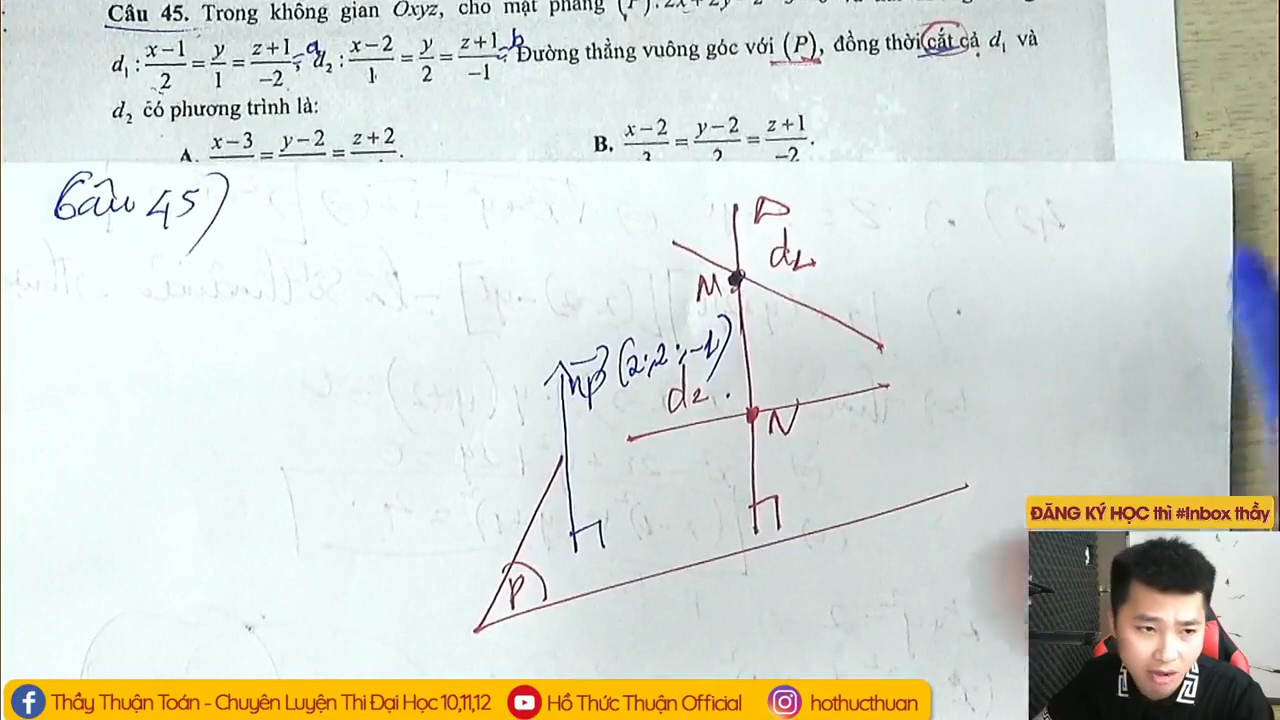 Câu 45. Trong không gian Oxyz, cho mặt phẳng (P): 2x + 2y
d₁ : x−1/2 = y/1 = z+1/−2 = a, d₂ : x−2/1 = y/2 = z+1/−1 = b. Đường thẳng vuông góc với (P), đồng thời cắt cả d₁ và
d₂ có phương trình là:
A. x−3 = y−2 = z+2 . B. x−2 = y−2 = z+1/−2 .
Câu 45)
d₁
M
n⃗p (2; 2; −1)
d₂
N
P
ĐĂNG KÝ HỌC thì #Inbox thầy
Thầy Thuận Toán - Chuyên Luyện Thi Đại Học 10,11,12 Hồ Thức Thuận Official hothucthuan